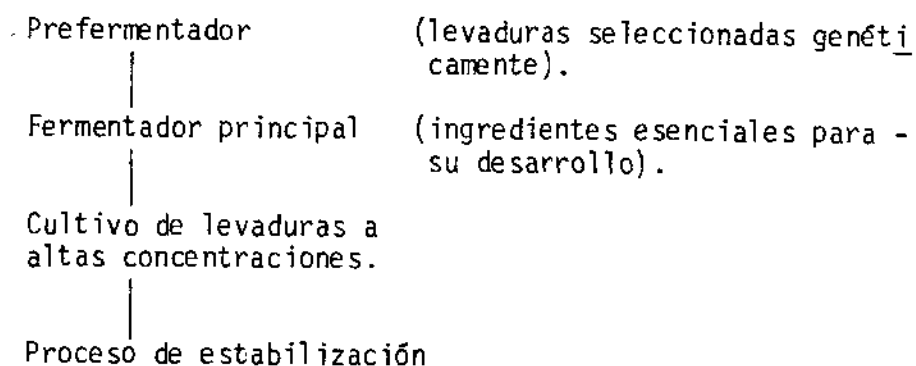 Prefermentador (levaduras seleccionadas genéti
camente).
Fermentador principal (ingredientes esenciales para -
su desarrollo).
Cultivo de levaduras a
altas concentraciones.
Proceso de estabilización